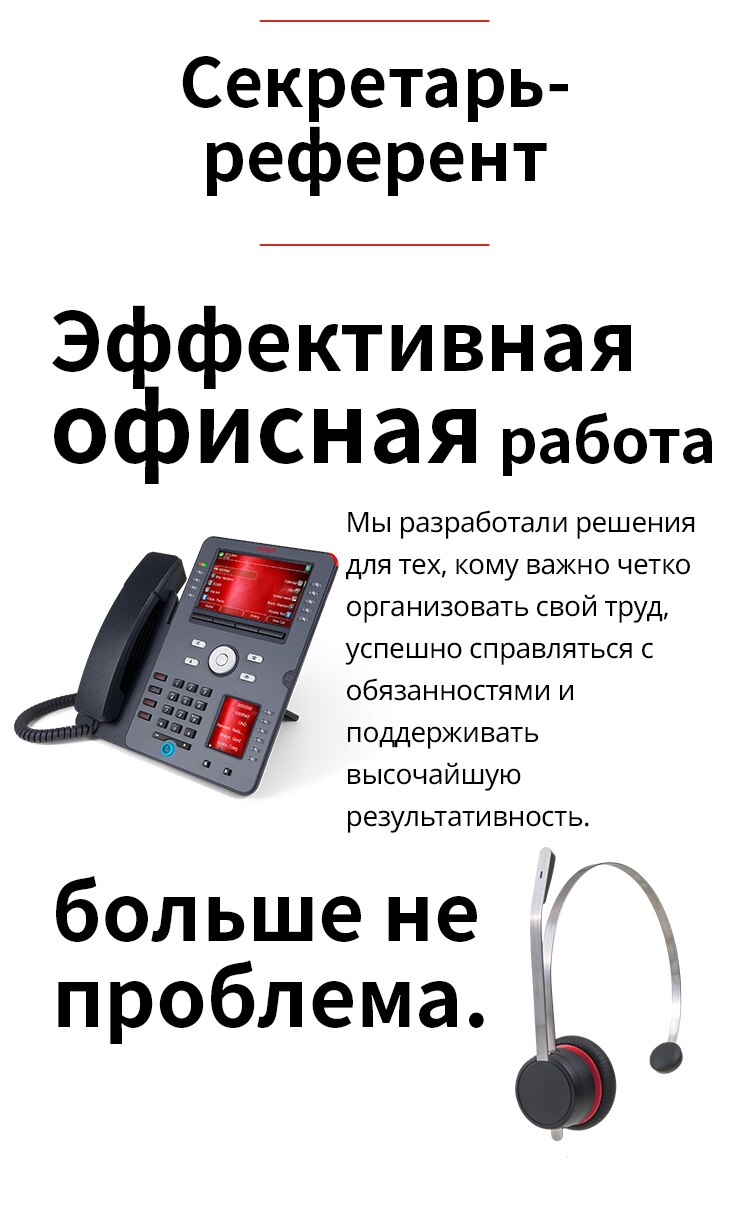 Секретарь-
референт
Эффективная
офисная работа
Мы разработали решения
для тех, кому важно четко
организовать свой труд,
успешно справляться с
обязанностями и
поддерживать
высочайшую
результативность.
больше не
проблема.